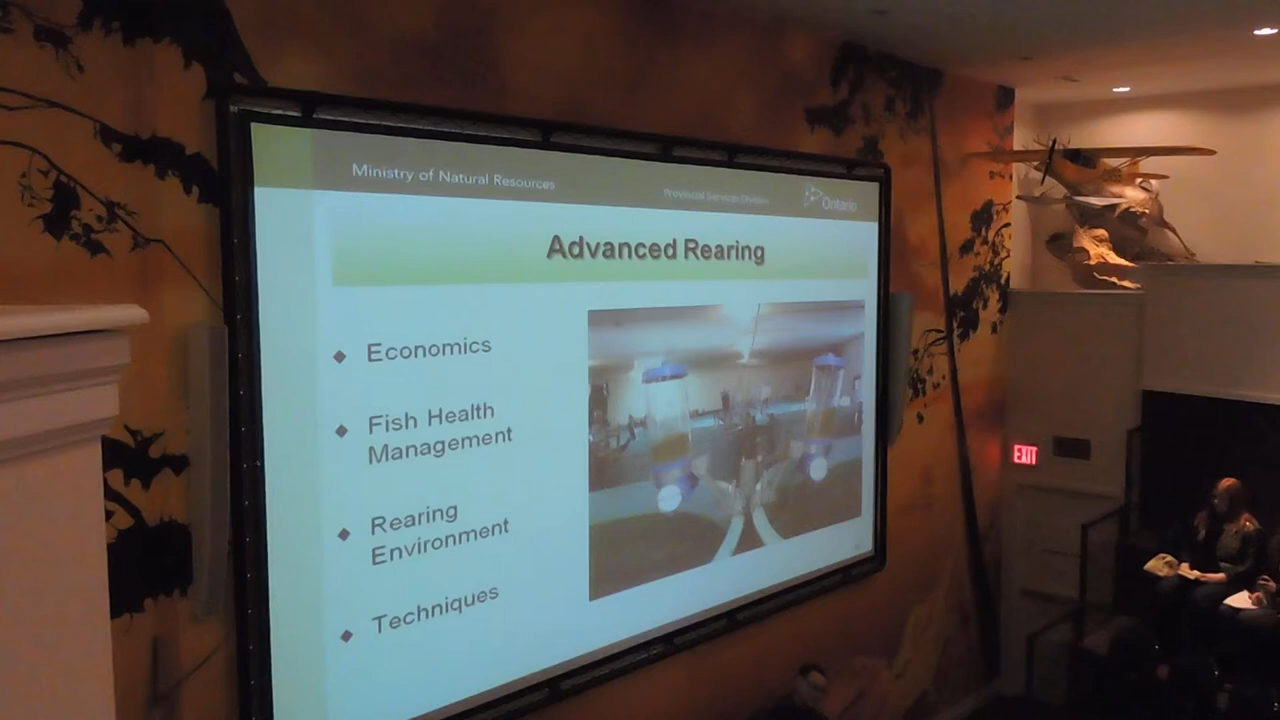 Ministry of Natural Resources
Provincial Services Division
Ontario
Advanced Rearing
Economics
Fish Health
Management
Rearing
Environment
Techniques
EXIT